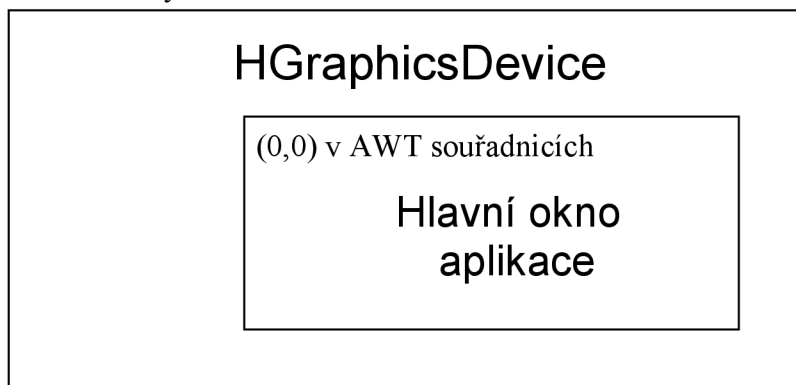 HGraphicsDevice
(0,0) v AWT souřadnicích
Hlavní okno
aplikace